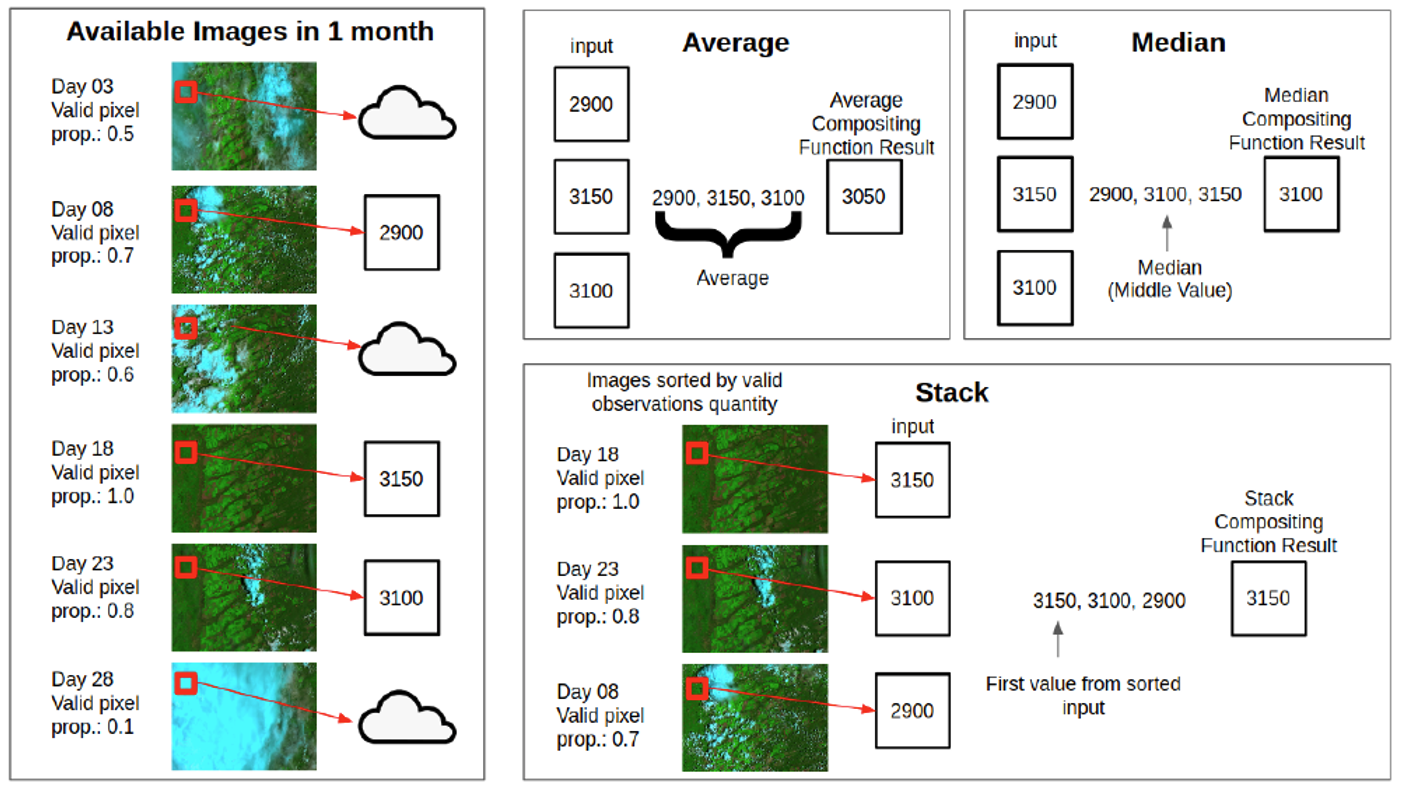 Available Images in 1 month
Day 03
Valid pixel
prop.: 0.5
Day 08
Valid pixel
prop.: 0.7
2900
Day 13
Valid pixel
prop.: 0.6
Day 18
Valid pixel
prop.: 1.0
3150
Day 23
Valid pixel
prop.: 0.8
3100
Day 28
Valid pixel
prop.: 0.1
Average
input
2900
3150
3100
2900, 3150, 3100
Average
Average
Compositing
Function Result
3050
Median
input
2900
3150
3100
2900, 3100, 3150
Median
(Middle Value)
Median
Compositing
Function Result
3100
Stack
Images sorted by valid
observations quantity
input
Day 18
Valid pixel
prop.: 1.0
3150
Day 23
Valid pixel
prop.: 0.8
3100
Day 08
Valid pixel
prop.: 0.7
2900
3150, 3100, 2900
First value from sorted
input
Stack
Compositing
Function Result
3150